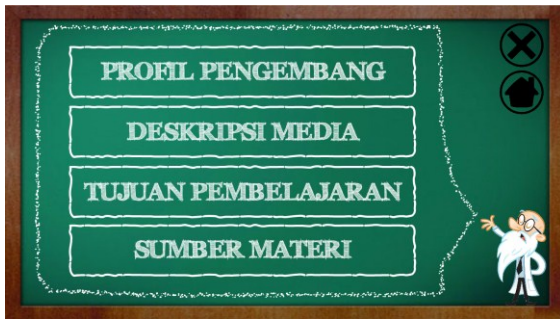 PROFIL PENGEMBANG
DESKRIPSI MEDIA
TUJUAN PEMBELAJARAN
SUMBER MATERI